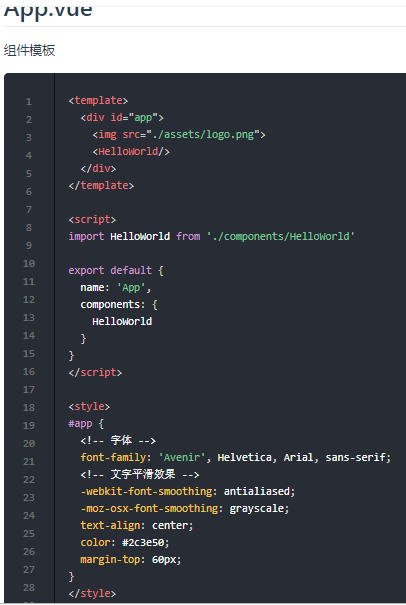 App.vue
组件模板
1 <template>
2   <div id="app">
3     <img src="./assets/logo.png">
4     <HelloWorld/>
5   </div>
6 </template>
7
8 <script>
9 import HelloWorld from './components/HelloWorld'
10
11 export default {
12   name: 'App',
13   components: {
14     HelloWorld
15   }
16 }
17 </script>
18
19 <style>
20 #app {
21   <!-- 字体 -->
22   font-family: 'Avenir', Helvetica, Arial, sans-serif;
23   <!-- 文字平滑效果 -->
24   -webkit-font-smoothing: antialiased;
25   -moz-osx-font-smoothing: grayscale;
26   text-align: center;
27   color: #2c3e50;
28   margin-top: 60px;
}
</style>